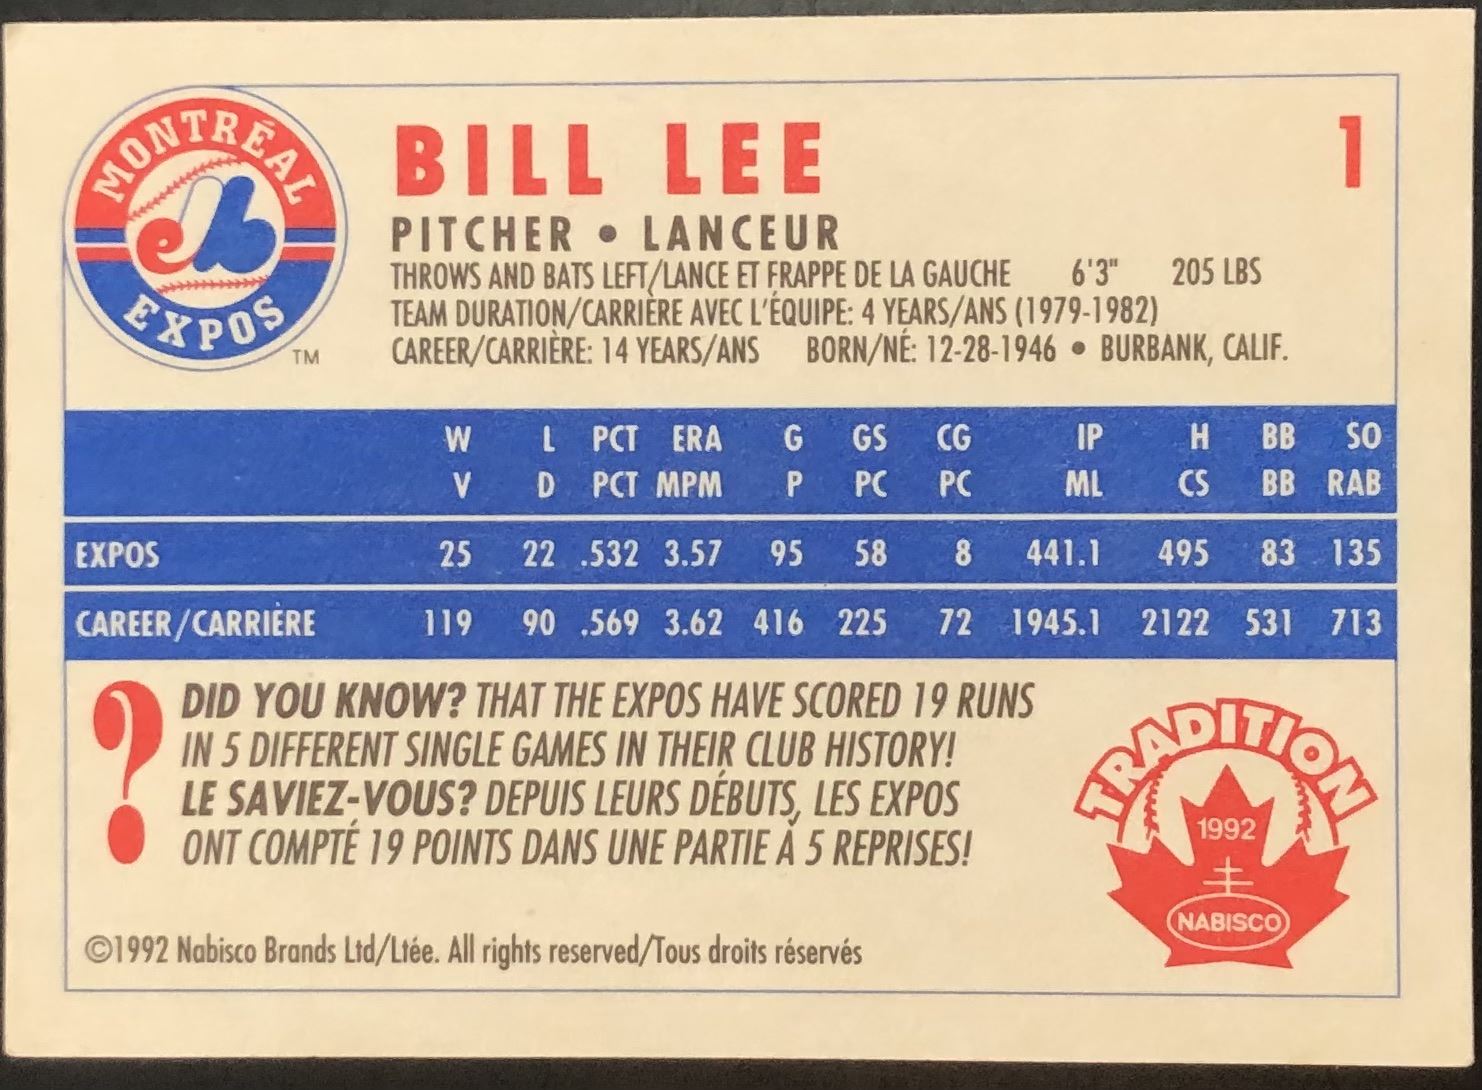 MONTRÉAL
eb
EXPOS
TM
BILL LEE
1
PITCHER • LANCEUR
THROWS AND BATS LEFT/LANCE ET FRAPPE DE LA GAUCHE 6'3" 205 LBS
TEAM DURATION/CARRIÈRE AVEC L'ÉQUIPE: 4 YEARS/ANS (1979-1982)
CAREER/CARRIÈRE: 14 YEARS/ANS BORN/NÉ: 12-28-1946 • BURBANK, CALIF.
W L PCT ERA G GS CG IP H BB SO
V D PCT MPM P PC PC ML CS BB RAB
EXPOS 25 22 .532 3.57 95 58 8 441.1 495 83 135
CAREER/CARRIÈRE 119 90 .569 3.62 416 225 72 1945.1 2122 531 713
? DID YOU KNOW? THAT THE EXPOS HAVE SCORED 19 RUNS
IN 5 DIFFERENT SINGLE GAMES IN THEIR CLUB HISTORY!
LE SAVIEZ-VOUS? DEPUIS LEURS DÉBUTS, LES EXPOS
ONT COMPTÉ 19 POINTS DANS UNE PARTIE À 5 REPRISES!
TRADITION
1992
NABISCO
©1992 Nabisco Brands Ltd/Ltée. All rights reserved/Tous droits réservés